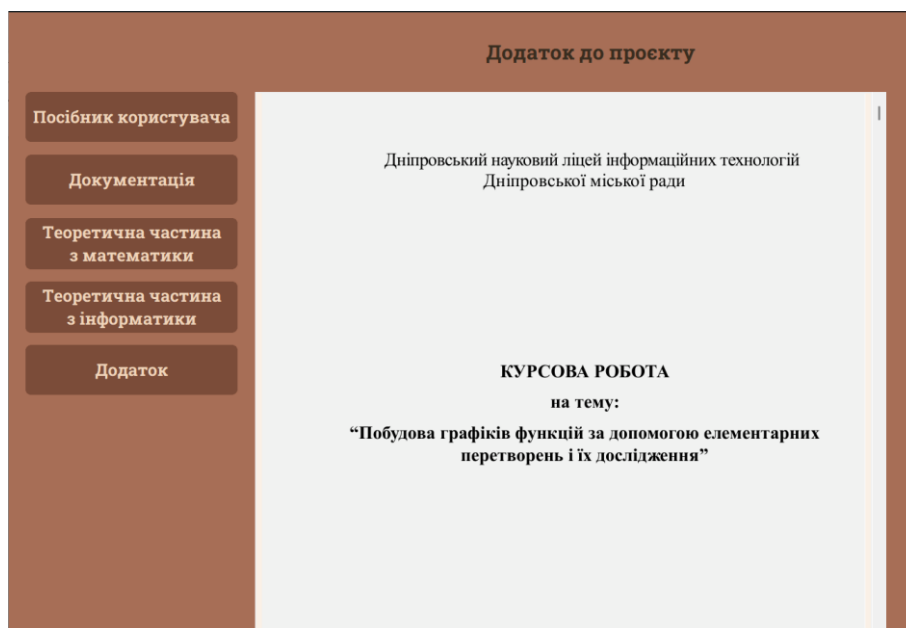 Додаток до проєкту
Посібник користувача
Документація
Теоретична частина
з математики
Теоретична частина
з інформатики
Додаток
Дніпровський науковий ліцей інформаційних технологій
Дніпровської міської ради
КУРСОВА РОБОТА
на тему:
“Побудова графіків функцій за допомогою елементарних
перетворень і їх дослідження”